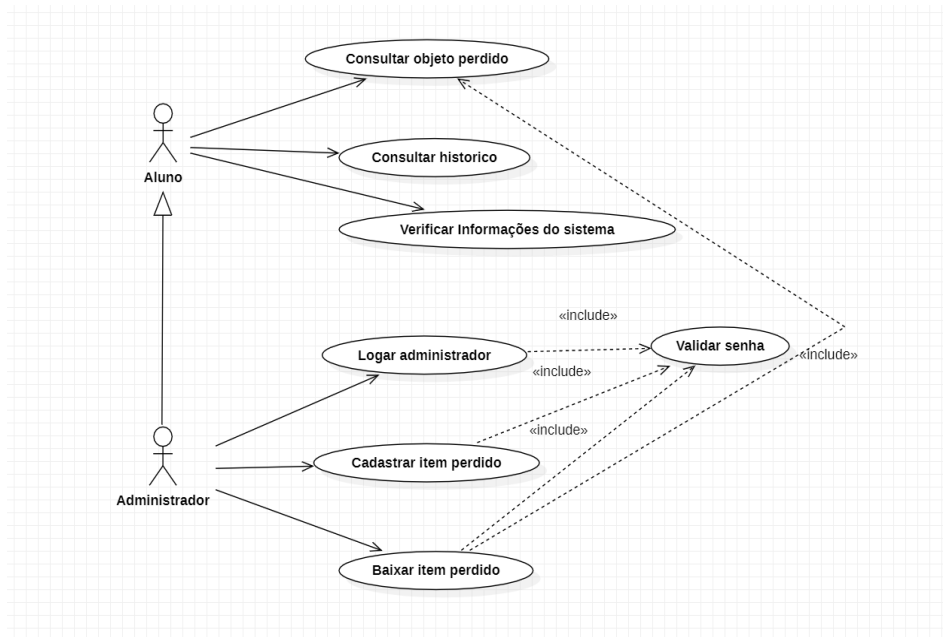 Consultar objeto perdido
Consultar historico
Aluno
Verificar Informações do sistema
«include»
Validar senha
Logar administrador
«include»
«include»
«include»
Cadastrar item perdido
Administrador
Baixar item perdido